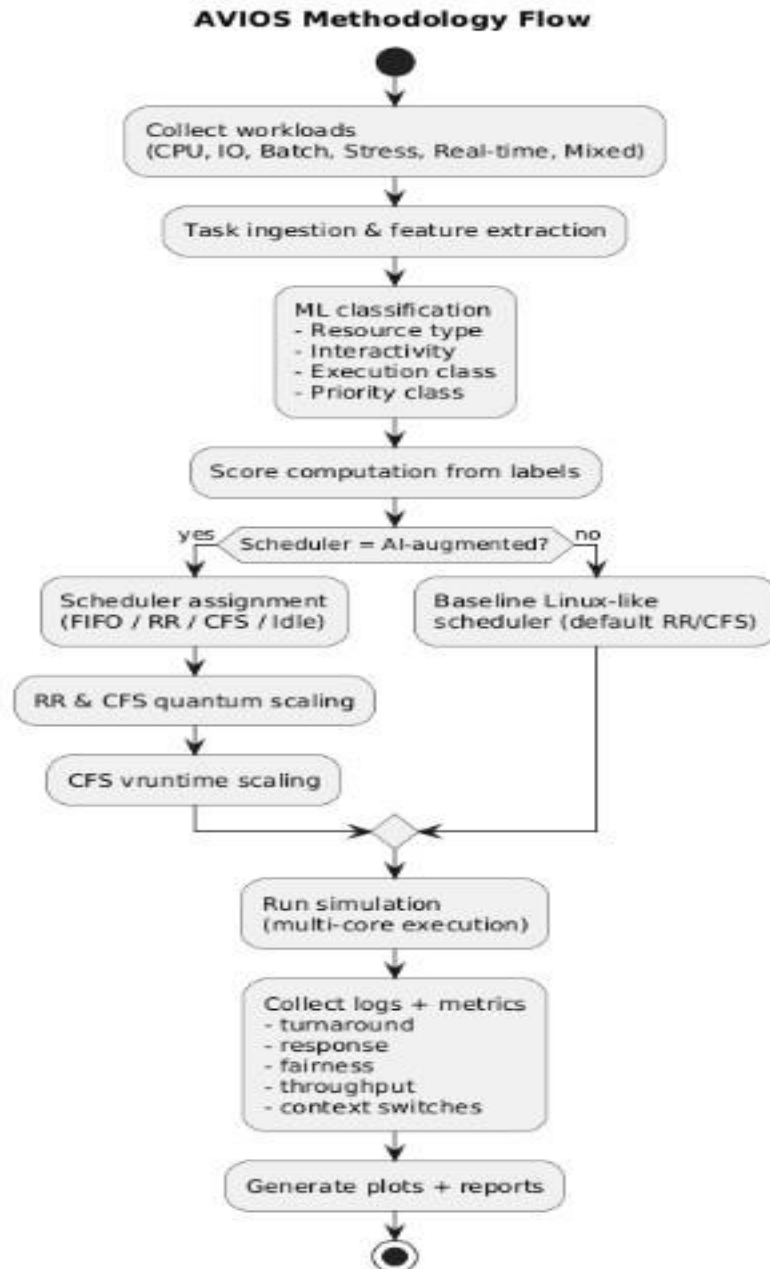 AVIOS Methodology Flow
Collect workloads
(CPU, IO, Batch, Stress, Real-time, Mixed)
Task ingestion & feature extraction
ML classification
- Resource type
- Interactivity
- Execution class
- Priority class
Score computation from labels
yes
Scheduler = AI-augmented?
no
Scheduler assignment
(FIFO / RR / CFS / Idle)
Baseline Linux-like
scheduler (default RR/CFS)
RR & CFS quantum scaling
CFS vruntime scaling
Run simulation
(multi-core execution)
Collect logs + metrics
- turnaround
- response
- fairness
- throughput
- context switches
Generate plots + reports